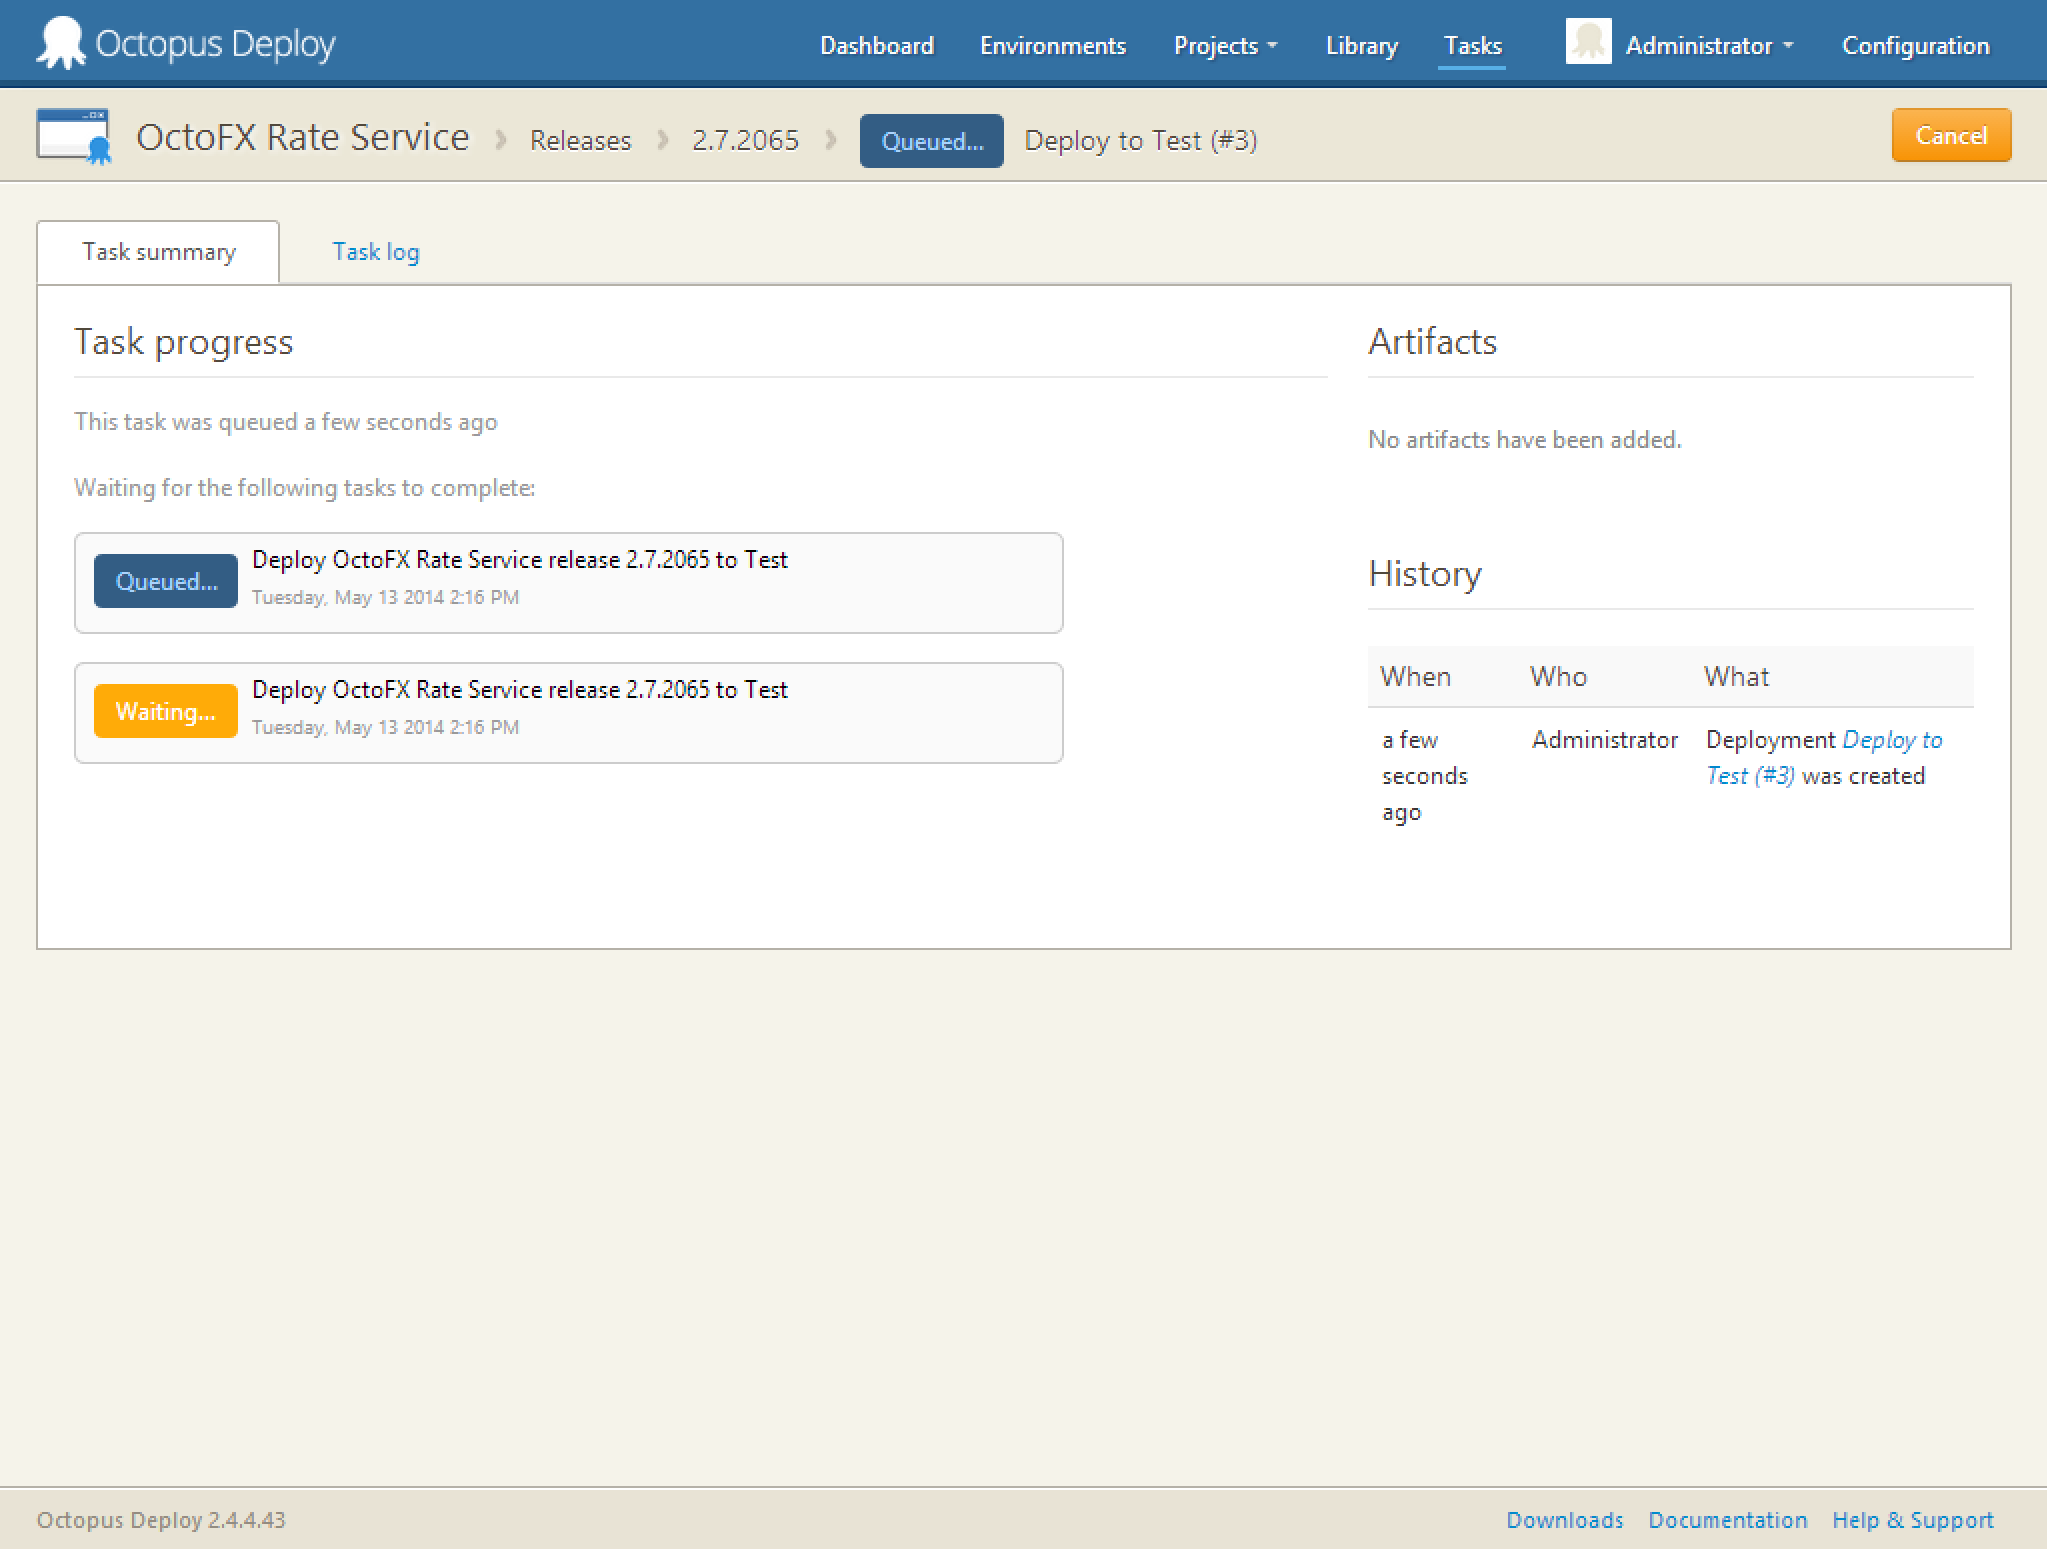 Octopus Deploy
Dashboard Environments Projects Library Tasks Administrator Configuration
OctoFX Rate Service Releases 2.7.2065 Queued... Deploy to Test (#3) Cancel
Task summary Task log
Task progress
This task was queued a few seconds ago
Waiting for the following tasks to complete:
Queued... Deploy OctoFX Rate Service release 2.7.2065 to Test
Tuesday, May 13 2014 2:16 PM
Waiting... Deploy OctoFX Rate Service release 2.7.2065 to Test
Tuesday, May 13 2014 2:16 PM
Artifacts
No artifacts have been added.
History
When Who What
a few Administrator Deployment Deploy to
seconds Test (#3) was created
ago
Octopus Deploy 2.4.4.43
Downloads Documentation Help & Support